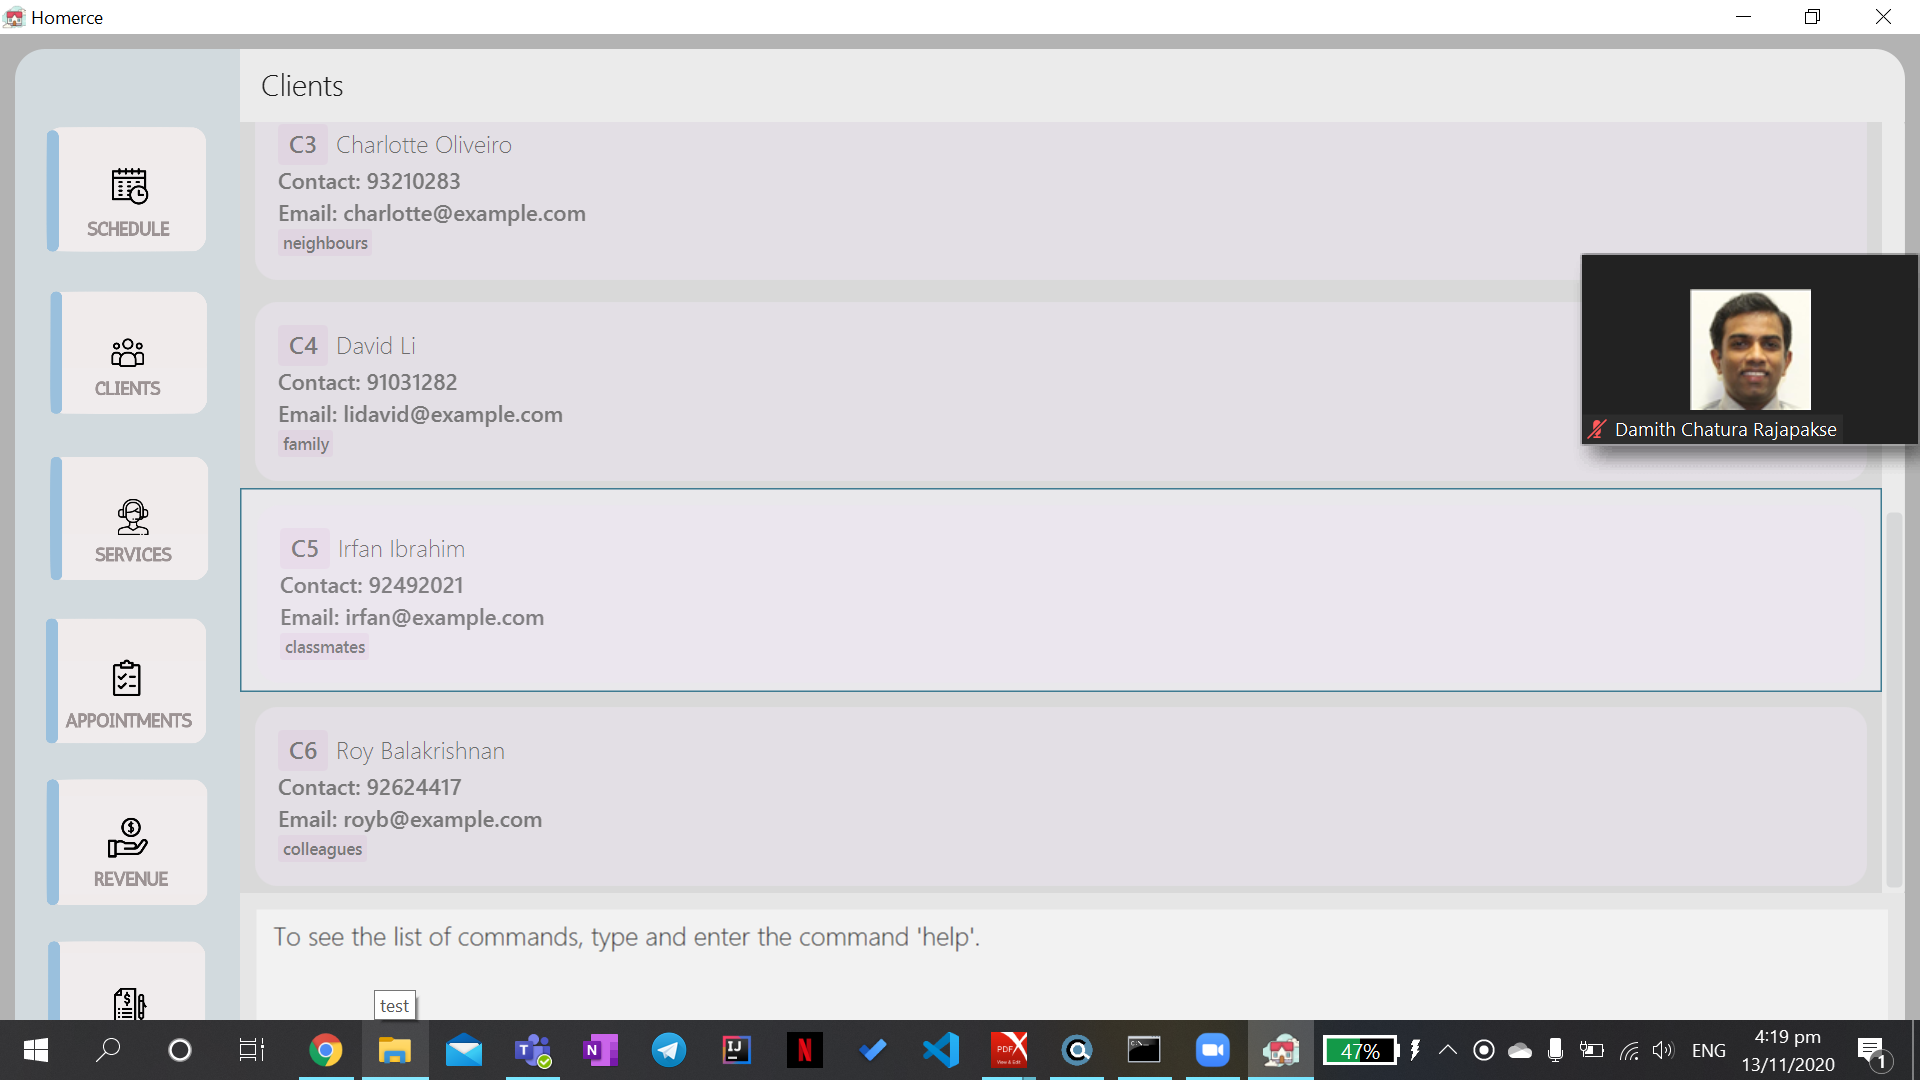 Homerce
Clients
SCHEDULE
CLIENTS
SERVICES
APPOINTMENTS
REVENUE
C3 Charlotte Oliveiro
Contact: 93210283
Email: charlotte@example.com
neighbours
C4 David Li
Contact: 91031282
Email: lidavid@example.com
family
C5 Irfan Ibrahim
Contact: 92492021
Email: irfan@example.com
classmates
C6 Roy Balakrishnan
Contact: 92624417
Email: royb@example.com
colleagues
Damith Chatura Rajapakse
To see the list of commands, type and enter the command 'help'.
test
47%
ENG
4:19 pm
13/11/2020
1